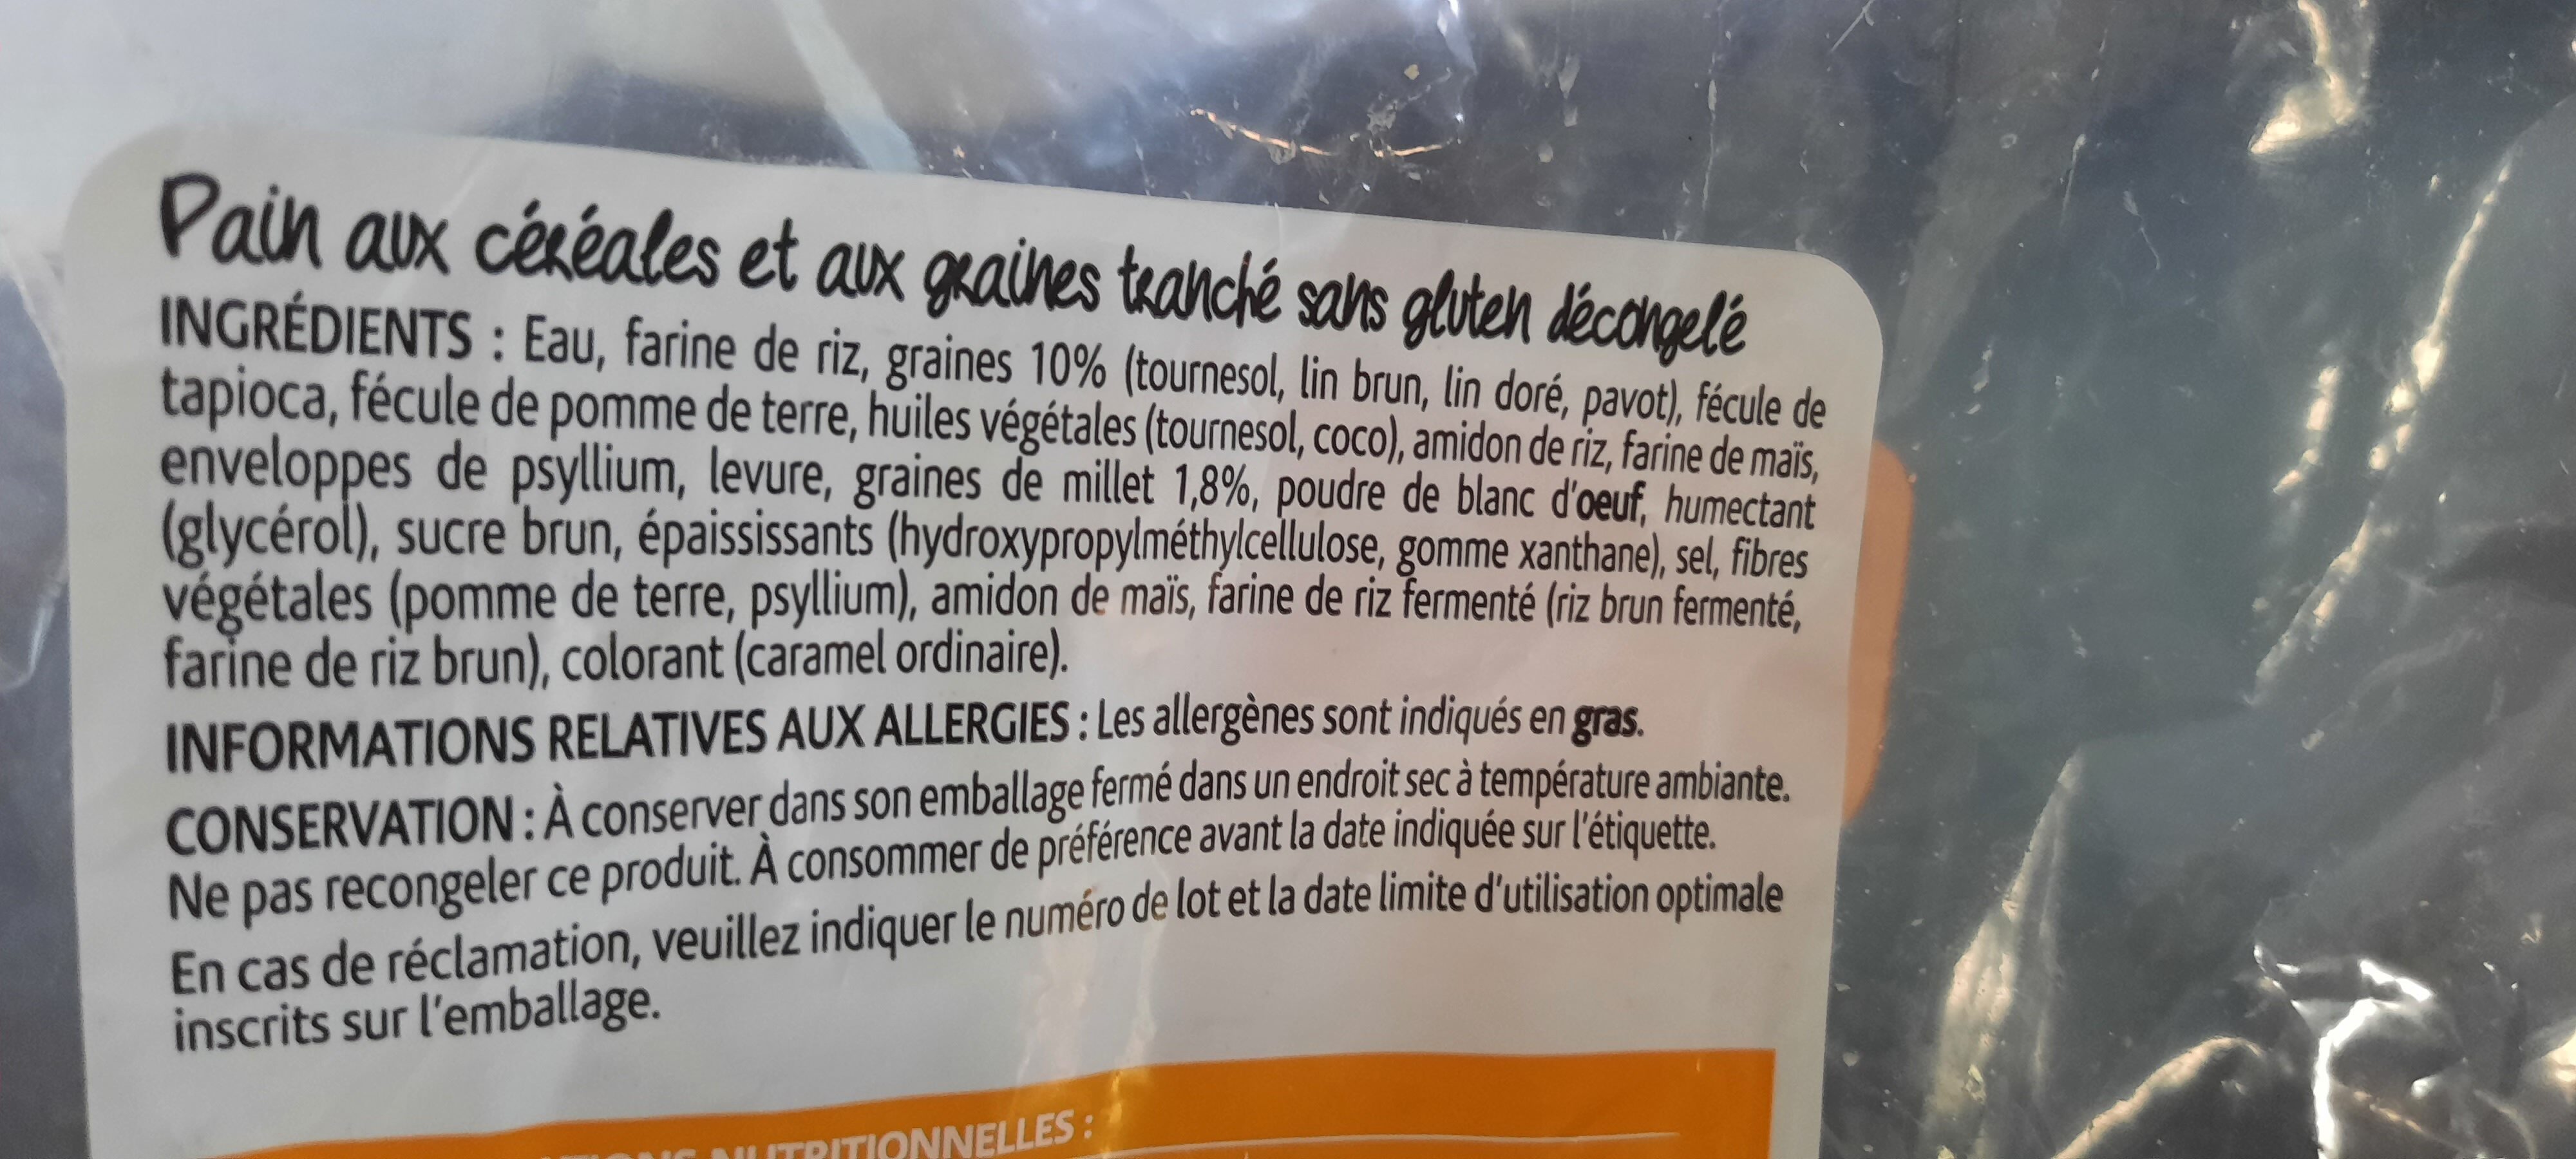 Pain aux céréales et aux graines tranché sans gluten décongelé
INGRÉDIENTS : Eau, farine de riz, graines 10% (tournesol, lin brun, lin doré, pavot), fécule de
tapioca, fécule de pomme de terre, huiles végétales (tournesol, coco), amidon de riz, farine de maïs,
enveloppes de psyllium, levure, graines de millet 1,8%, poudre de blanc d'oeuf, humectant
(glycérol), sucre brun, épaississants (hydroxypropylméthylcellulose, gomme xanthane), sel, fibres
végétales (pomme de terre, psyllium), amidon de maïs, farine de riz fermenté (riz brun fermenté,
farine de riz brun), colorant (caramel ordinaire).
INFORMATIONS RELATIVES AUX ALLERGIES : Les allergènes sont indiqués en gras.
CONSERVATION : À conserver dans son emballage fermé dans un endroit sec à température ambiante.
Ne pas recongeler ce produit. À consommer de préférence avant la date indiquée sur l'étiquette.
En cas de réclamation, veuillez indiquer le numéro de lot et la date limite d'utilisation optimale
inscrits sur l'emballage.
NUTRITIONNELLES :